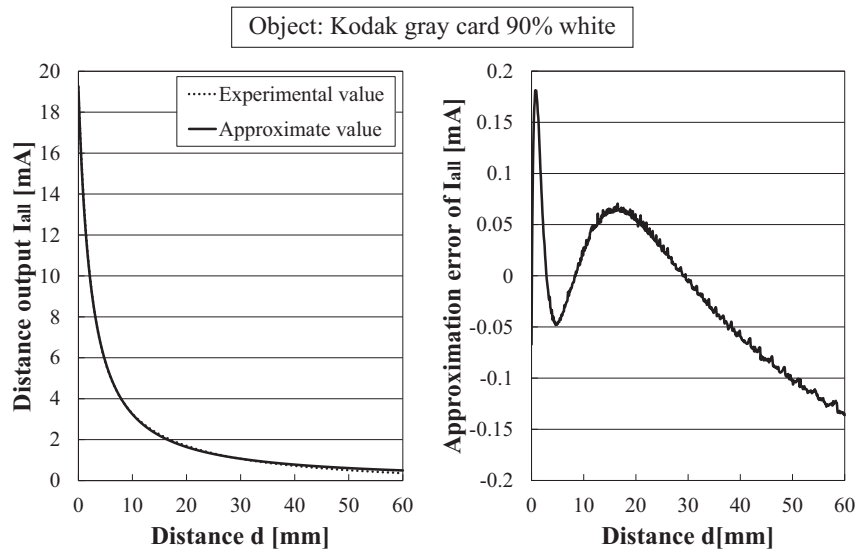 Object: Kodak gray card 90% white
Distance output Iall [mA]
20
18
16
14
12
10
8
6
4
2
0
Experimental value
Approximate value
0 10 20 30 40 50 60
Distance d [mm]
Approximation error of Iall [mA]
0.2
0.15
0.1
0.05
0
-0.05
-0.1
-0.15
-0.2
0 10 20 30 40 50 60
Distance d[mm]